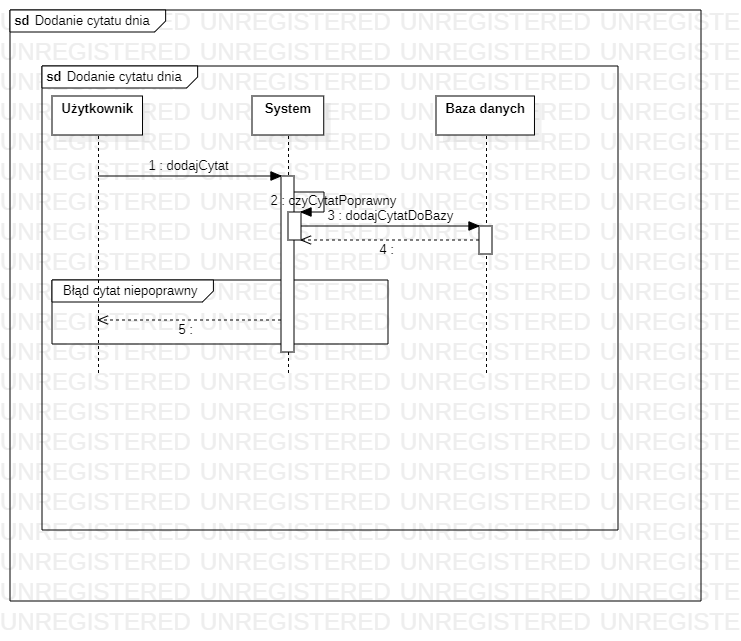 sd Dodanie cytatu dnia
sd Dodanie cytatu dnia
Użytkownik System Baza danych
1 : dodajCytat
2 : czyCytatPoprawny
3 : dodajCytatDoBazy
4 :
Błąd cytat niepoprawny
5 :
UNREGISTERED UNREGISTERED UNREGISTERED UNREGISTE